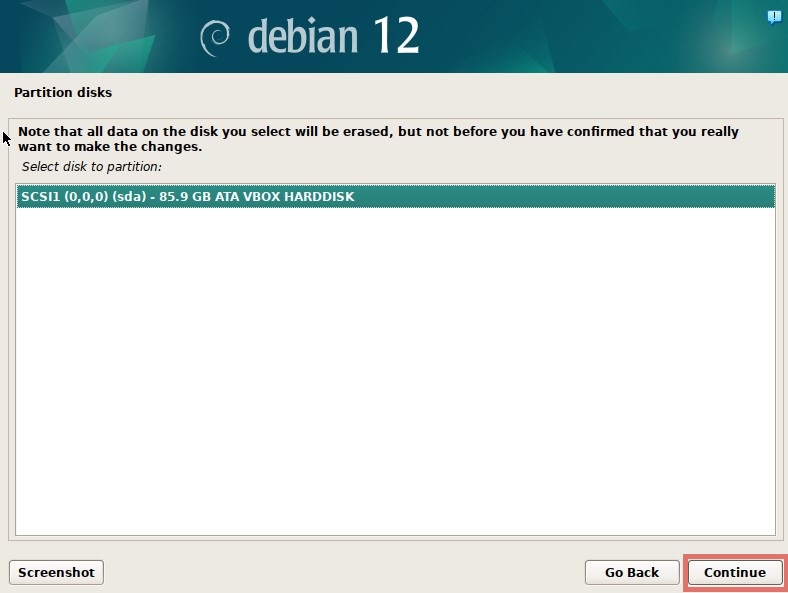 debian 12
Partition disks
Note that all data on the disk you select will be erased, but not before you have confirmed that you really
want to make the changes.
Select disk to partition:
SCSI1 (0,0,0) (sda) - 85.9 GB ATA VBOX HARDDISK
Screenshot
Go Back
Continue